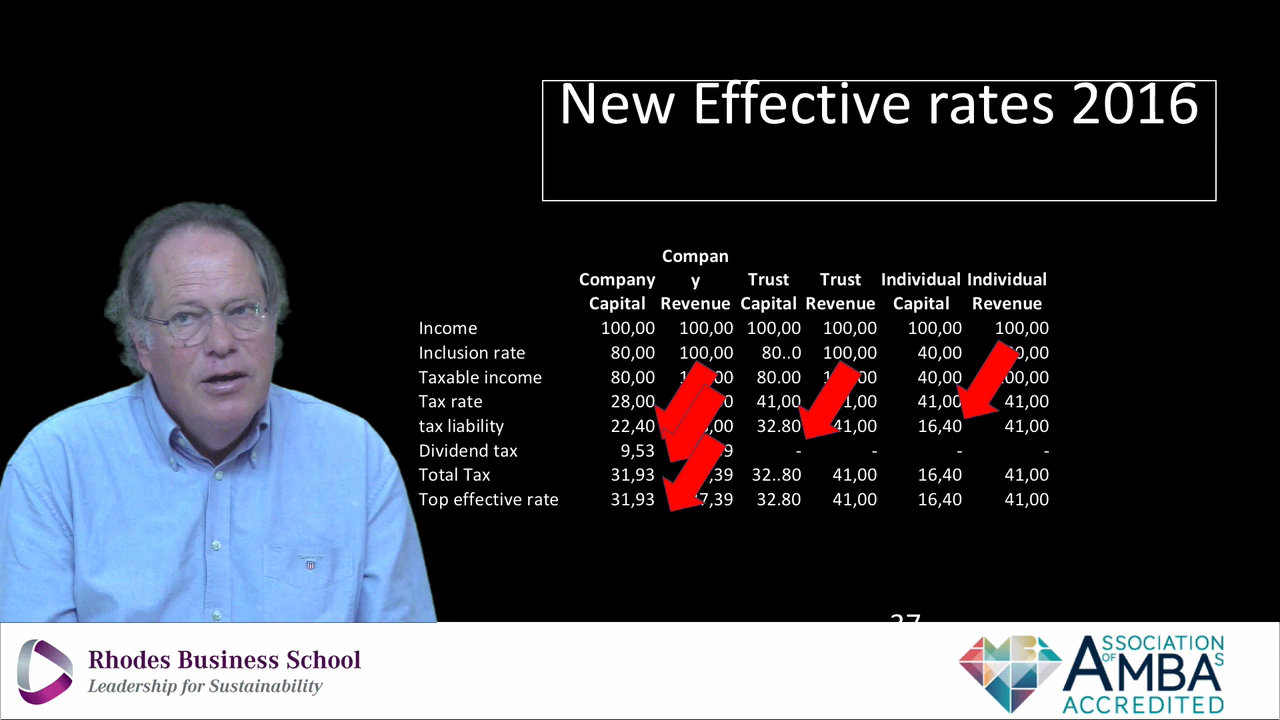 New Effective rates 2016
Compan
Company y Trust Trust Individual Individual
Capital Revenue Capital Revenue Capital Revenue
Income 100,00 100,00 100,00 100,00 100,00 100,00
Inclusion rate 80,00 100,00 80..0 100,00 40,00
Taxable income 80,00 80.00 40,00
Tax rate 28,00 41,00 41,00 41,00
tax liability 22,40 32.80 41,00 16,40 41,00
Dividend tax 9,53 - - - -
Total Tax 31,93 32..80 41,00 16,40 41,00
Top effective rate 31,93 32.80 41,00 16,40 41,00
Rhodes Business School
Leadership for Sustainability
ASSOCIATION
OF AMBAS
ACCREDITED